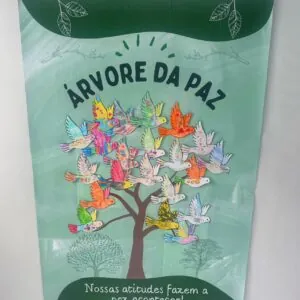 ÁRVORE DA PAZ
Nossas atitudes fazem a
paz acontecer!